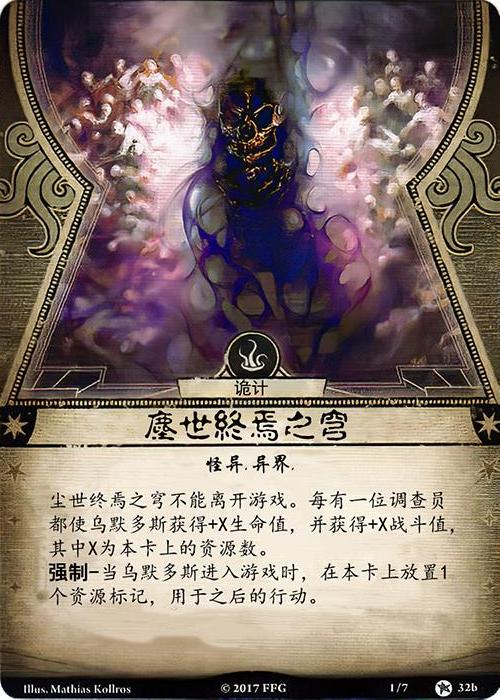 诡计
塵世終焉之穹
怪异.异界.
尘世终焉之穹不能离开游戏。每有一位调查员
都使乌默多斯获得+X生命值，并获得+X战斗值，
其中X为本卡上的资源数。
强制–当乌默多斯进入游戏时，在本卡上放置1
个资源标记，用于之后的行动。
Illus. Mathias Kollros
© 2017 FFG
1/7
32b